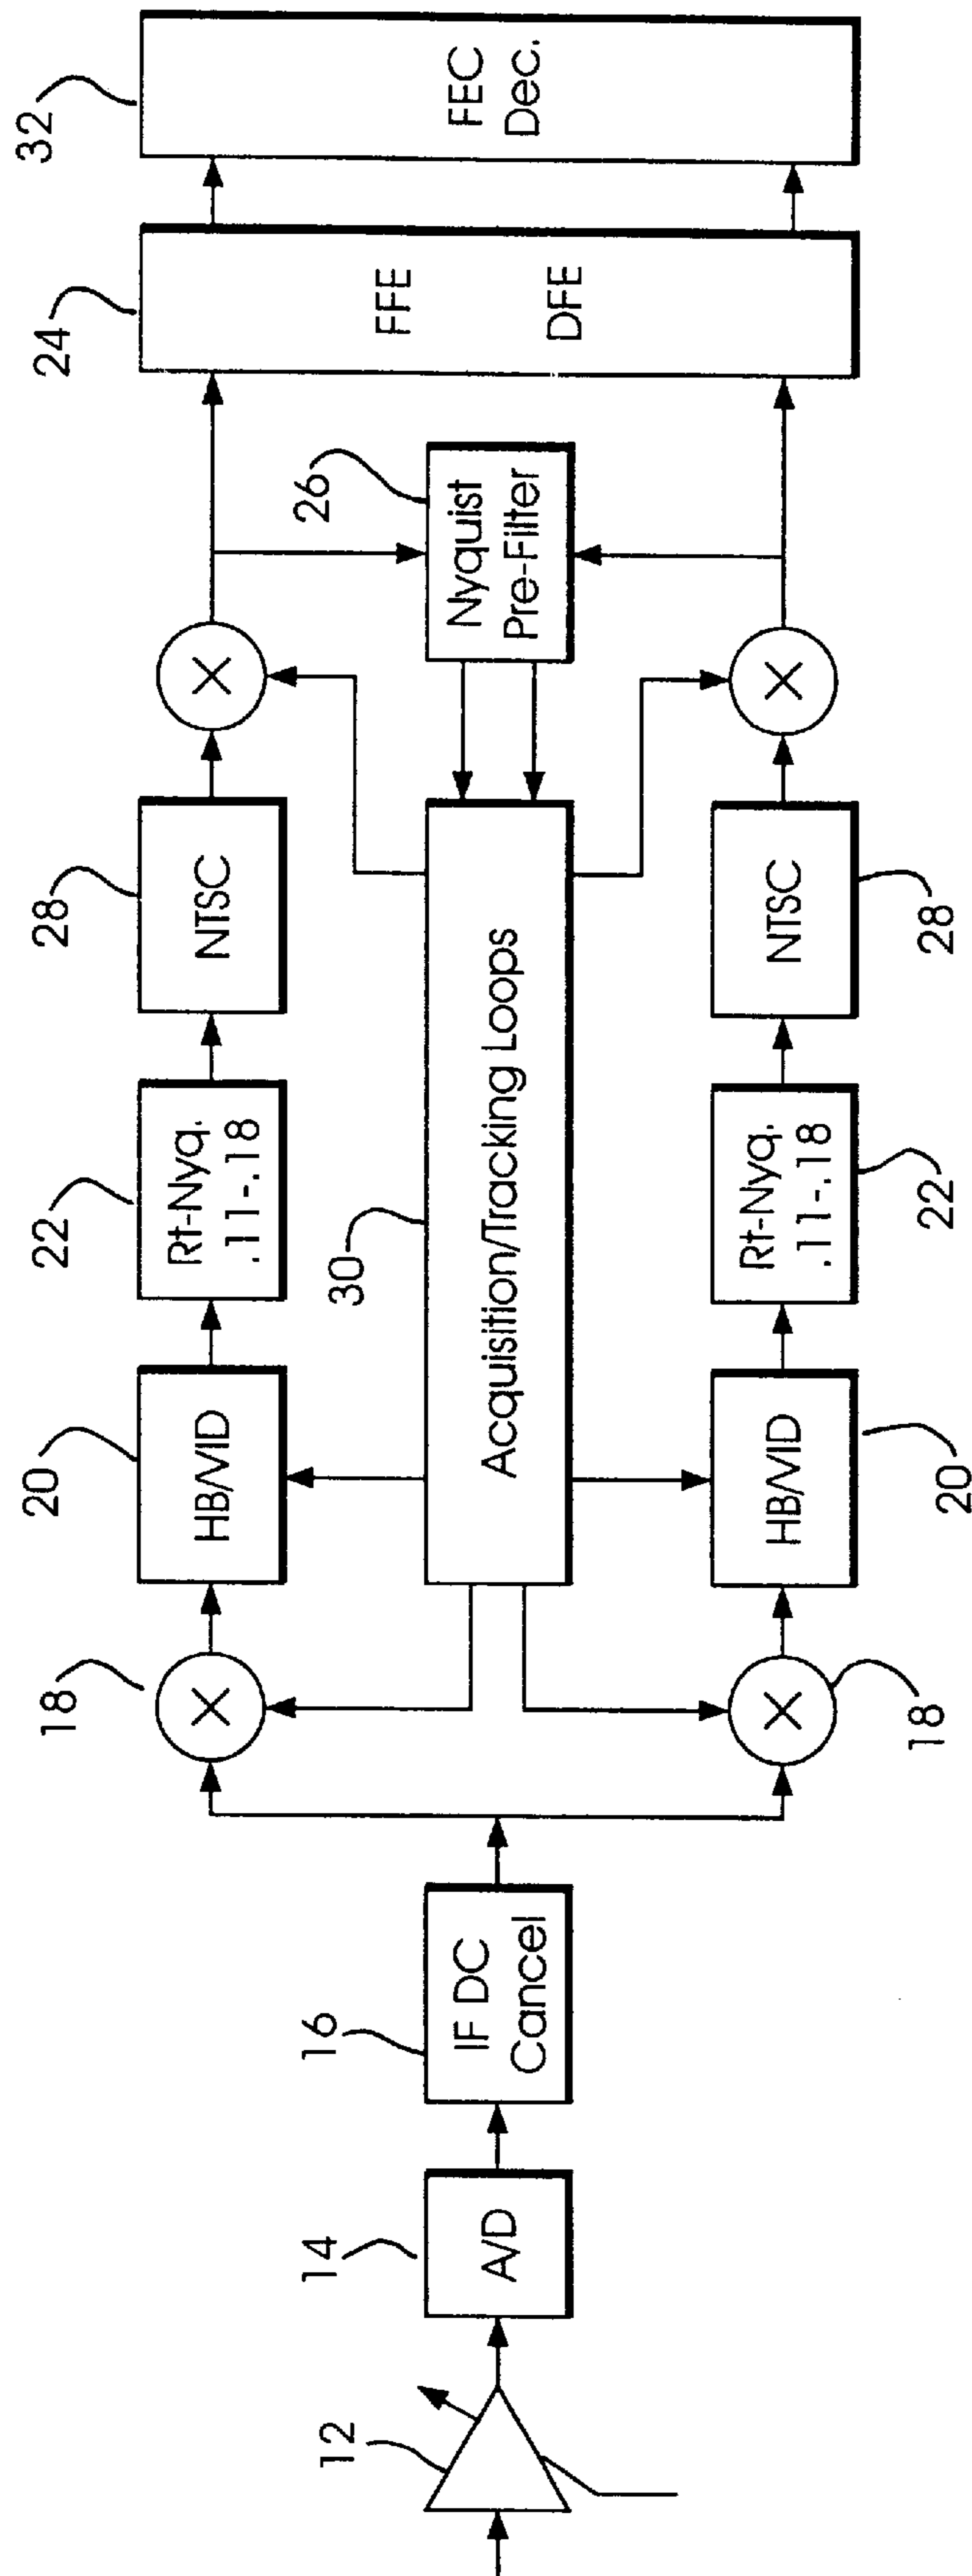 12
14
A/D
16
IF DC
Cancel
18
18
20
HB/VID
20
HB/VID
22
Rt-Nyq.
.11-.18
22
Rt-Nyq.
.11-.18
30
Acquisition/Tracking Loops
28
NTSC
28
NTSC
26
Nyquist
Pre-Filter
24
FFE
DFE
32
FEC
Dec.